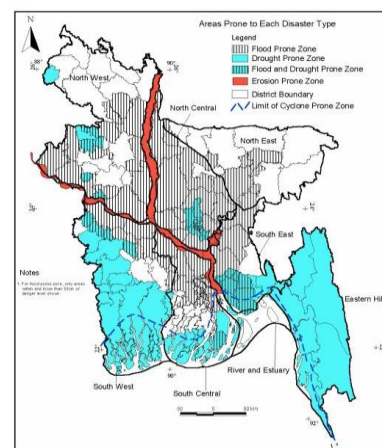 Areas Prone to Each Disaster Type
Legend
Flood Prone Zone
Drought Prone Zone
Flood and Drought Prone Zone
Erosion Prone Zone
District Boundary
Limit of Cyclone Prone Zone
N
North West
North Central
North East
South East
Eastern Hil
Notes
River and Estuary
South West
South Central